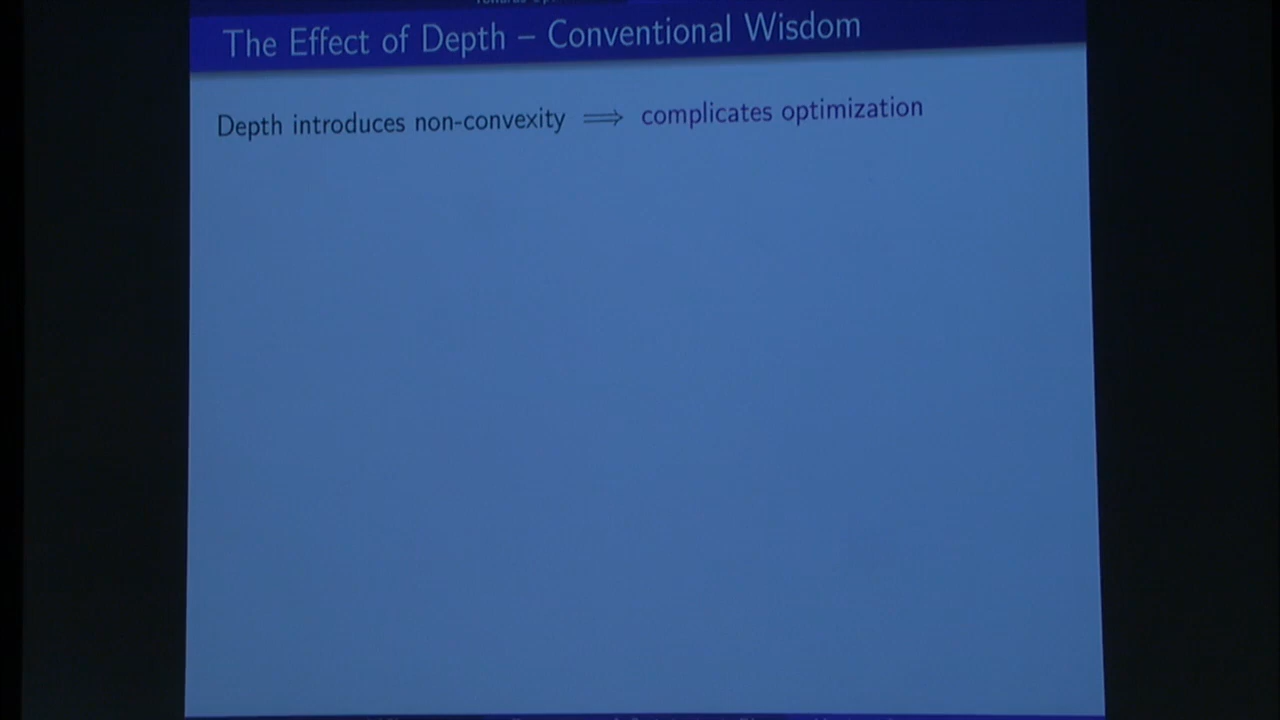 The Effect of Depth – Conventional Wisdom
Depth introduces non-convexity ⟹ complicates optimization